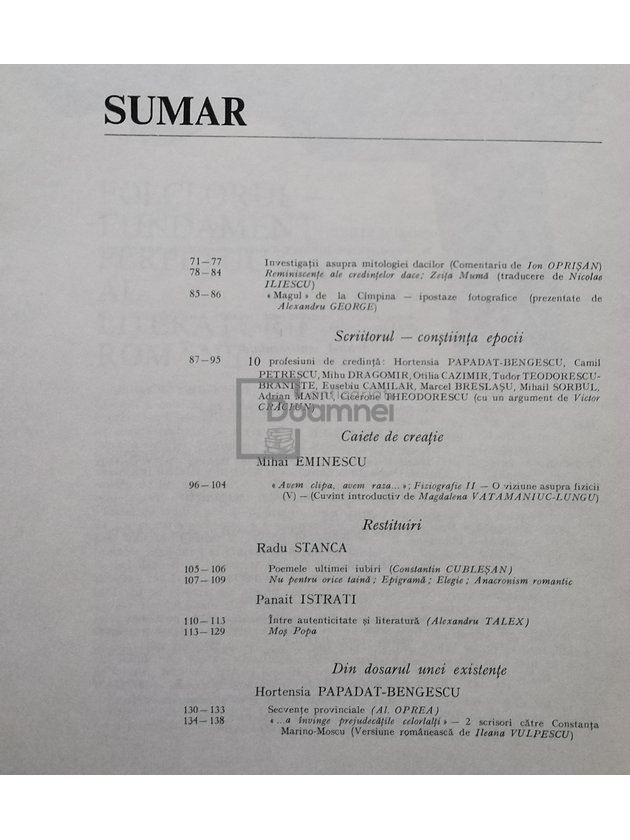 SUMAR
71—77 Investigații asupra mitologiei dacilor (Comentariu de Ion OPRIȘAN)
78—84 Reminiscențe ale credințelor dace; Zeița Mumă (traducere de Nicolae
ILIESCU)
85—86 « Magul » de la Cîmpina — ipostaze fotografice (prezentate de
Alexandru GEORGE)
Scriitorul — conștiința epocii
87—95 10 profesiuni de credință: Hortensia PAPADAT-BENGESCU, Camil
PETRESCU, Mihu DRAGOMIR, Otilia CAZIMIR, Tudor TEODORESCU-
BRANIȘTE, Eusebiu CAMILAR, Marcel BRESLAȘU, Mihail SORBUL,
Adrian MANIU, Cicerone THEODORESCU (cu un argument de Victor
CRĂCIUN)
Doamnei
Caiete de creație
Mihai EMINESCU
96—104 « Avem clipa, avem raza... »; Fiziografie II — O viziune asupra fizicii
(V) — (Cuvînt introductiv de Magdalena VATAMANIUC-LUNGU)
Restituiri
Radu STANCA
105—106 Poemele ultimei iubiri (Constantin CUBLEȘAN)
107—109 Nu pentru orice taină; Epigramă; Elegie; Anacronism romantic
Panait ISTRATI
110—113 Între autenticitate și literatură (Alexandru TALEX)
113—129 Moș Popa
Din dosarul unei existențe
Hortensia PAPADAT-BENGESCU
130—133 Secvențe provinciale (Al. OPREA)
134—138 « ...a învinge prejudecățile celorlalți » — 2 scrisori către Constanța
Marino-Moscu (Versiune românească de Ileana VULPESCU)